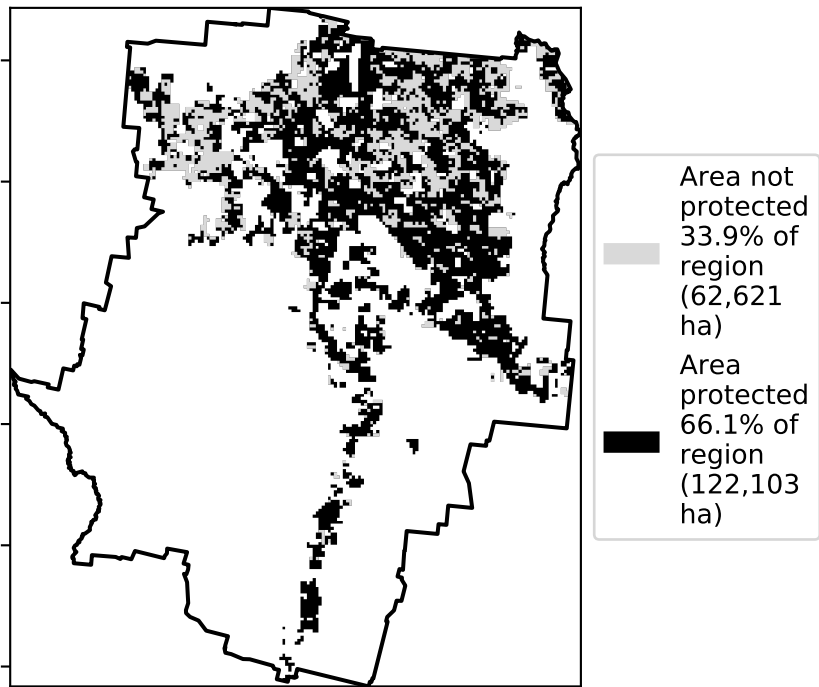 Area not
protected
33.9% of
region
(62,621
ha)
Area
protected
66.1% of
region
(122,103
ha)